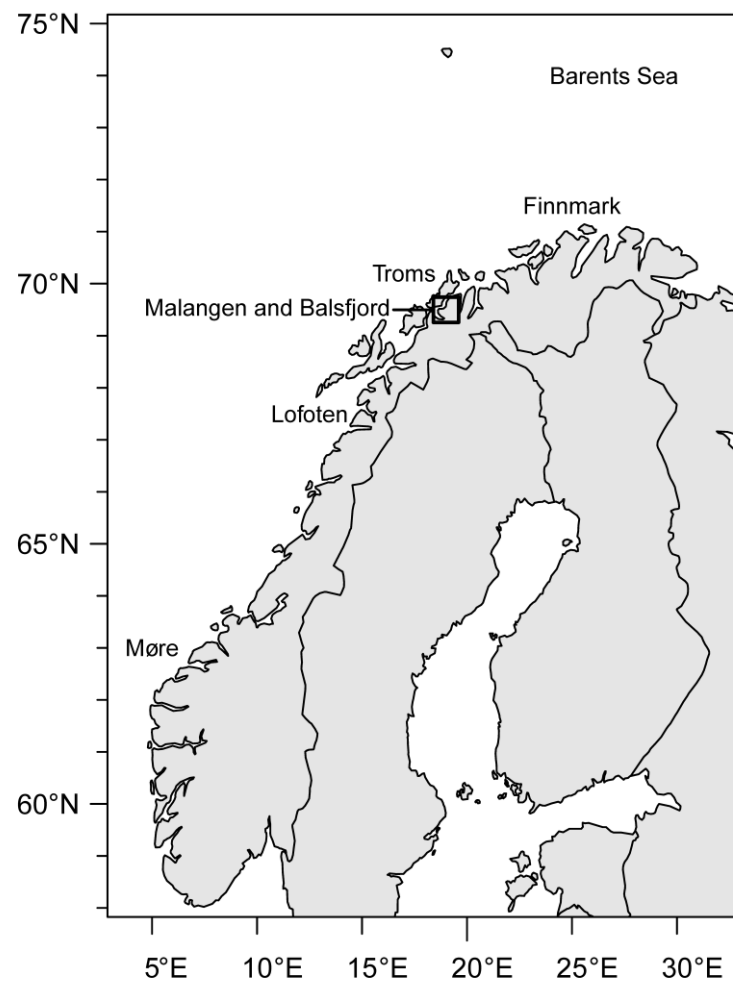 75°N
Barents Sea
Finnmark
70°N
Troms
Malangen and Balsfjord
Lofoten
65°N
Møre
60°N
5°E 10°E 15°E 20°E 25°E 30°E